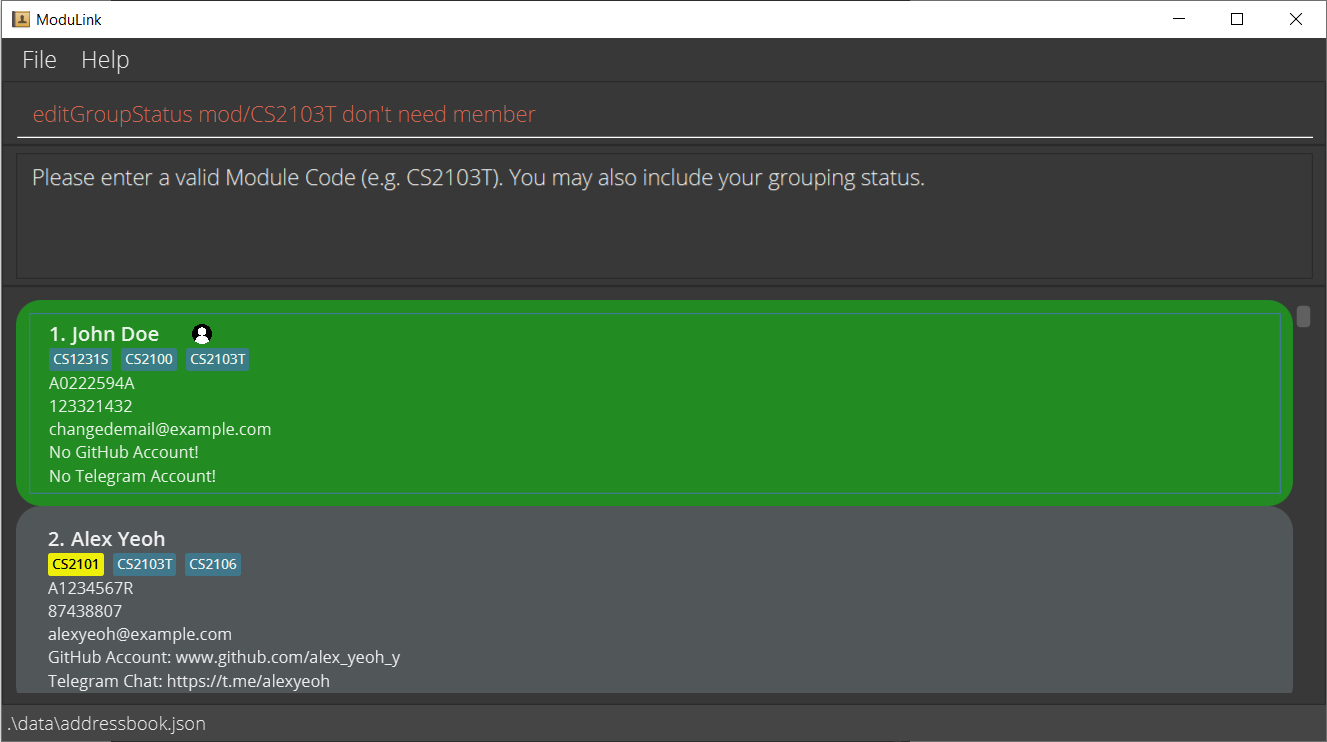 ModuLink
File Help
editGroupStatus mod/CS2103T don't need member
Please enter a valid Module Code (e.g. CS2103T). You may also include your grouping status.
1. John Doe
CS1231S CS2100 CS2103T
A0222594A
123321432
changedemail@example.com
No GitHub Account!
No Telegram Account!
2. Alex Yeoh
CS2101 CS2103T CS2106
A1234567R
87438807
alexyeoh@example.com
GitHub Account: www.github.com/alex_yeoh_y
Telegram Chat: https://t.me/alexyeoh
.\data\addressbook.json